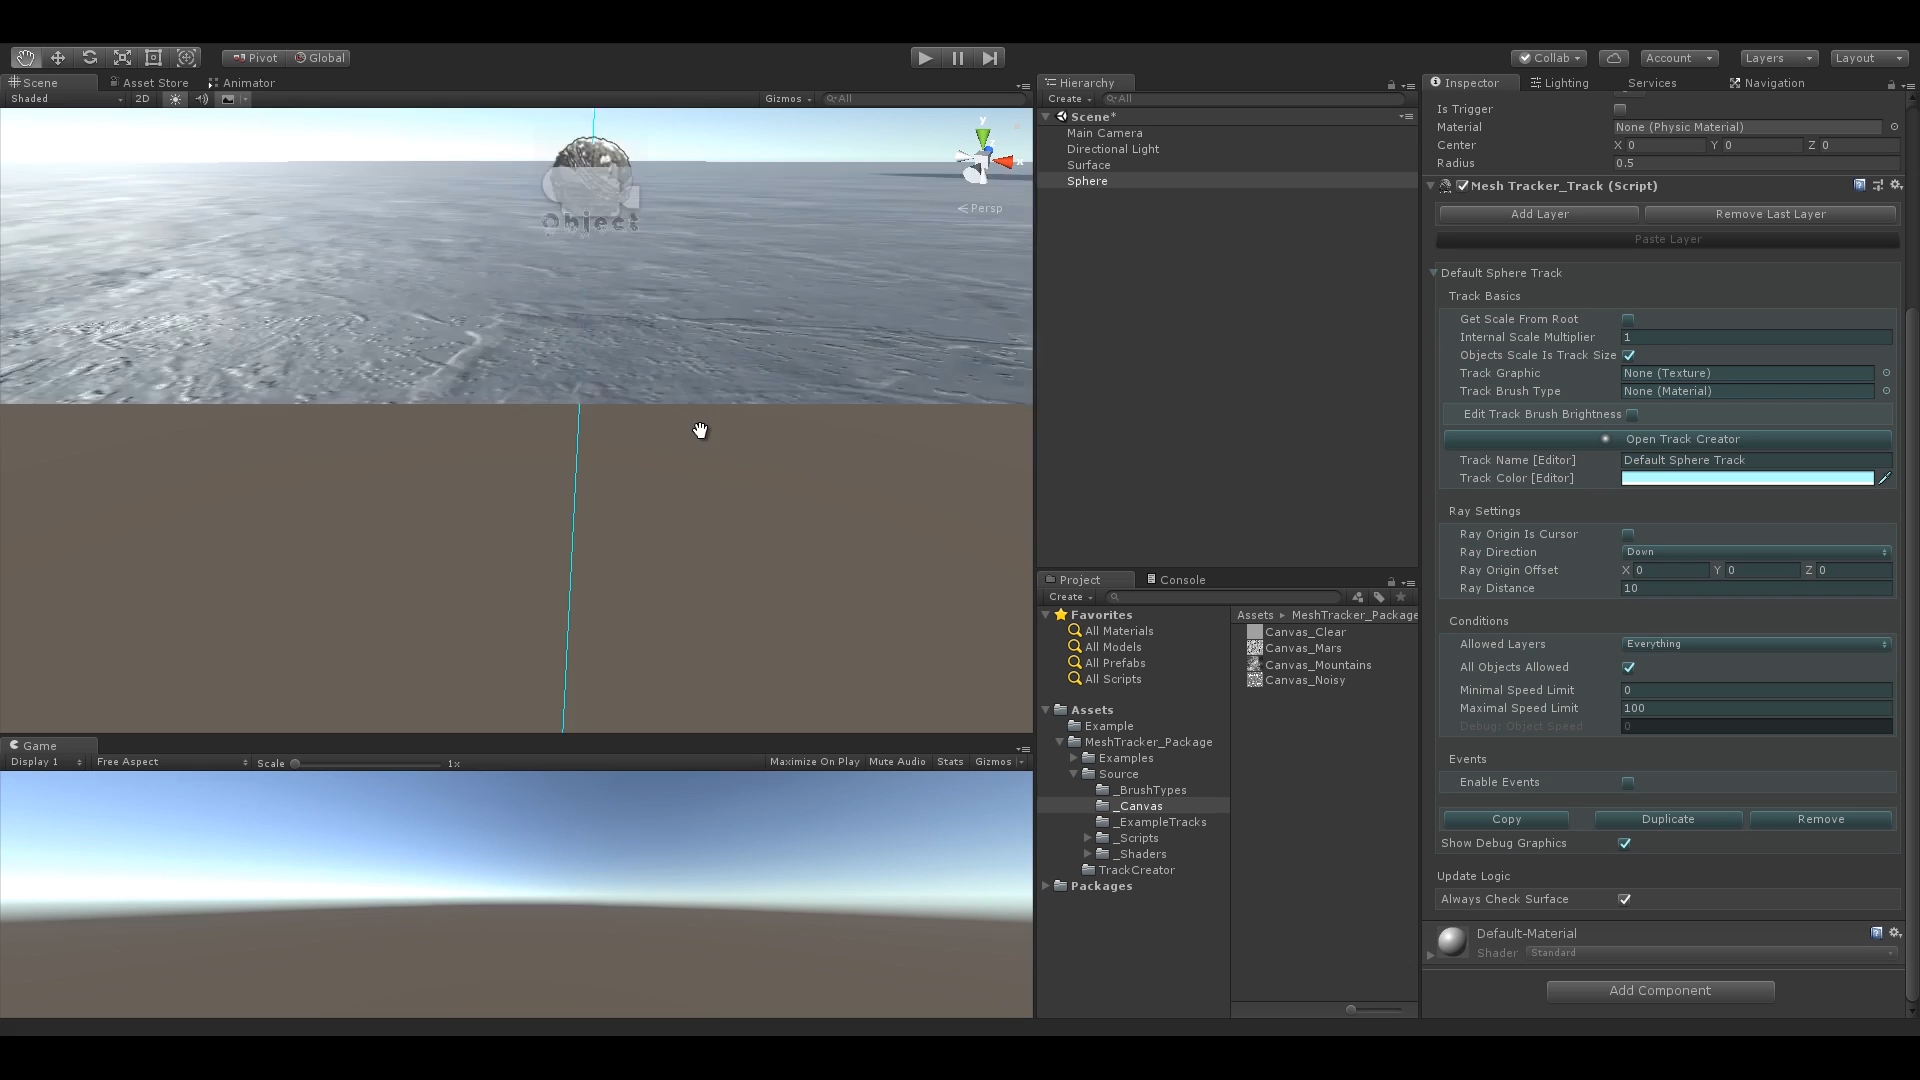 Pivot Global
Collab Account Layers Layout
Scene Asset Store Animator
Shaded 2D Gizmos All
y
x
Persp
Object
Hierarchy
Create All
Scene*
Main Camera
Directional Light
Surface
Sphere
Game
Display 1 Free Aspect Scale 1x Maximize On Play Mute Audio Stats Gizmos
Project Console
Create
Favorites
All Materials
All Models
All Prefabs
All Scripts
Assets
Example
MeshTracker_Package
Examples
Source
_BrushTypes
_Canvas
_ExampleTracks
_Scripts
_Shaders
TrackCreator
Packages
Assets MeshTracker_Package
Canvas_Clear
Canvas_Mars
Canvas_Mountains
Canvas_Noisy
Inspector Lighting Services Navigation
Is Trigger
Material None (Physic Material)
Center X 0 Y 0 Z 0
Radius 0.5
Mesh Tracker_Track (Script)
Add Layer Remove Last Layer
Paste Layer
Default Sphere Track
Track Basics
Get Scale From Root
Internal Scale Multiplier 1
Objects Scale Is Track Size
Track Graphic None (Texture)
Track Brush Type None (Material)
Edit Track Brush Brightness
Open Track Creator
Track Name [Editor] Default Sphere Track
Track Color [Editor]
Ray Settings
Ray Origin Is Cursor
Ray Direction Down
Ray Origin Offset X 0 Y 0 Z 0
Ray Distance 10
Conditions
Allowed Layers Everything
All Objects Allowed
Minimal Speed Limit 0
Maximal Speed Limit 100
Debug: Object Speed 0
Events
Enable Events
Copy Duplicate Remove
Show Debug Graphics
Update Logic
Always Check Surface
Default-Material
Shader Standard
Add Component